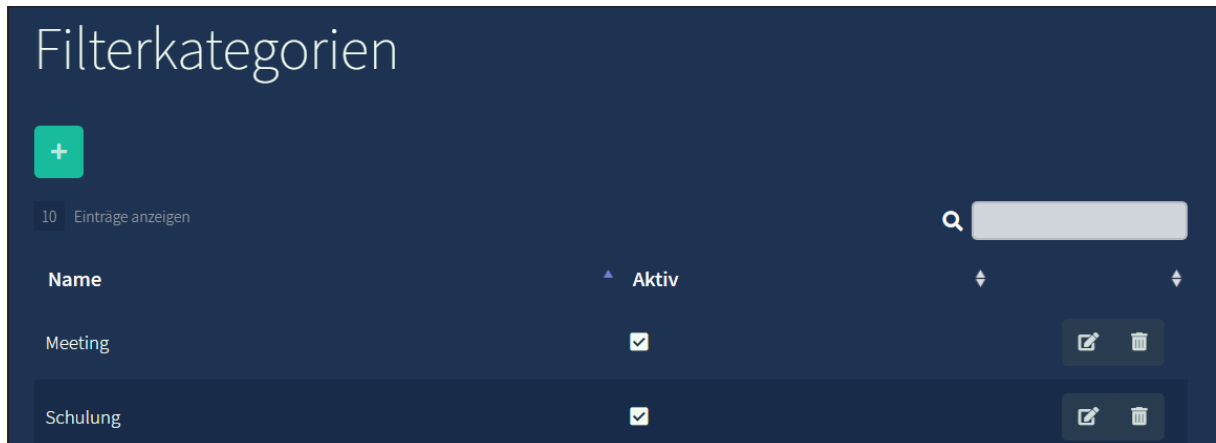 Filterkategorien
+
10 Einträge anzeigen
Name Aktiv
Meeting
Schulung